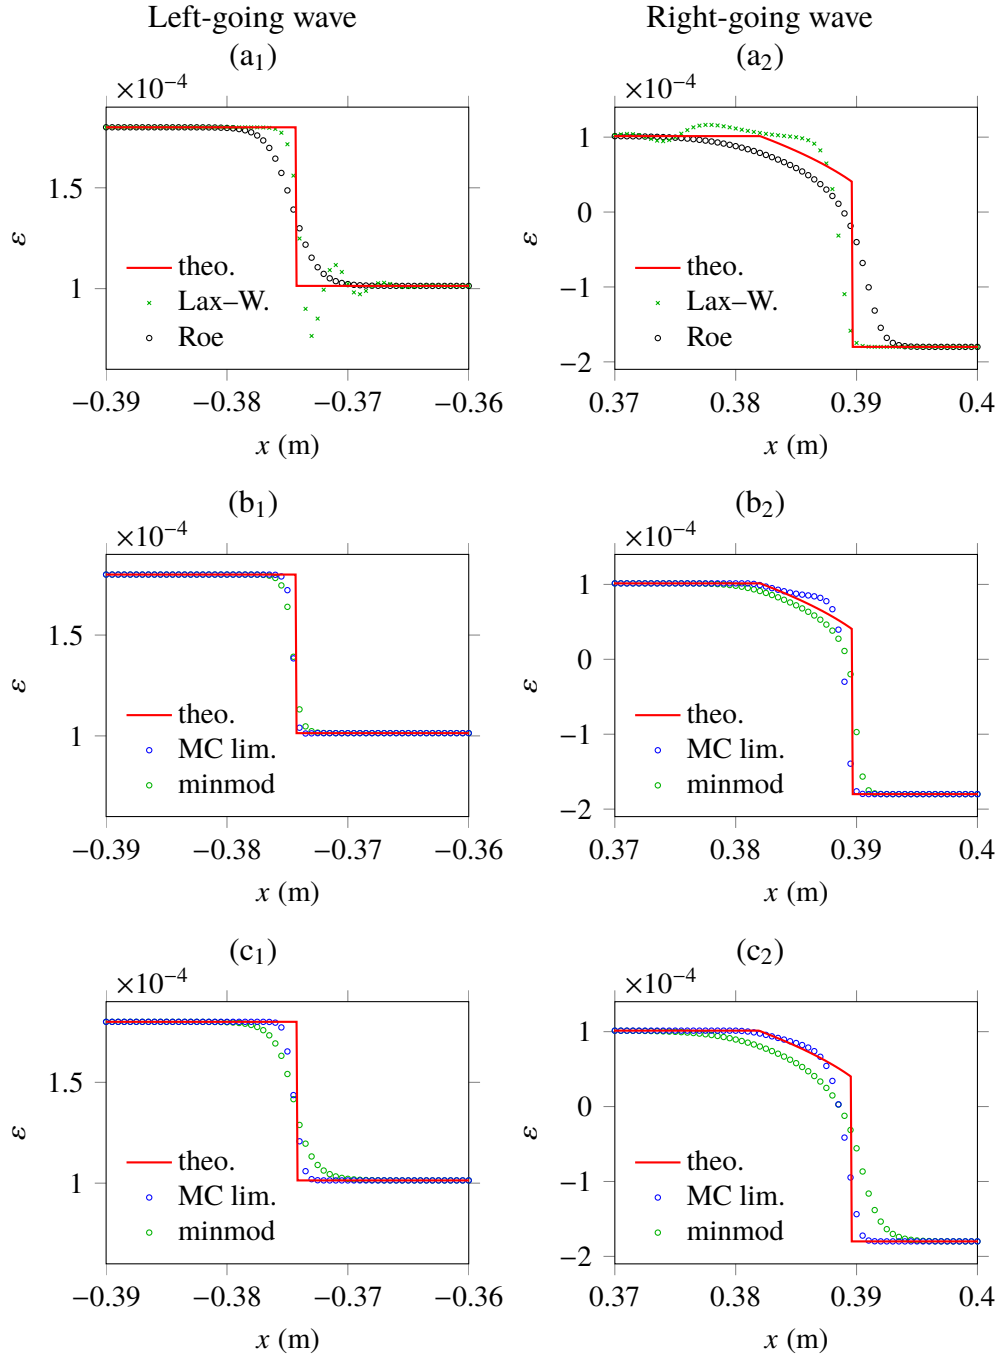 Left-going wave
Right-going wave
(a₁)
(a₂)
×10⁻⁴
1.5
1
ε
theo.
Lax–W.
Roe
−0.39
−0.38
−0.37
−0.36
x (m)
×10⁻⁴
1
0
−1
−2
ε
theo.
Lax–W.
Roe
0.37
0.38
0.39
0.4
x (m)
(b₁)
(b₂)
×10⁻⁴
1.5
1
ε
theo.
MC lim.
minmod
−0.39
−0.38
−0.37
−0.36
x (m)
×10⁻⁴
1
0
−1
−2
ε
theo.
MC lim.
minmod
0.37
0.38
0.39
0.4
x (m)
(c₁)
(c₂)
×10⁻⁴
1.5
1
ε
theo.
MC lim.
minmod
−0.39
−0.38
−0.37
−0.36
x (m)
×10⁻⁴
1
0
−1
−2
ε
theo.
MC lim.
minmod
0.37
0.38
0.39
0.4
x (m)